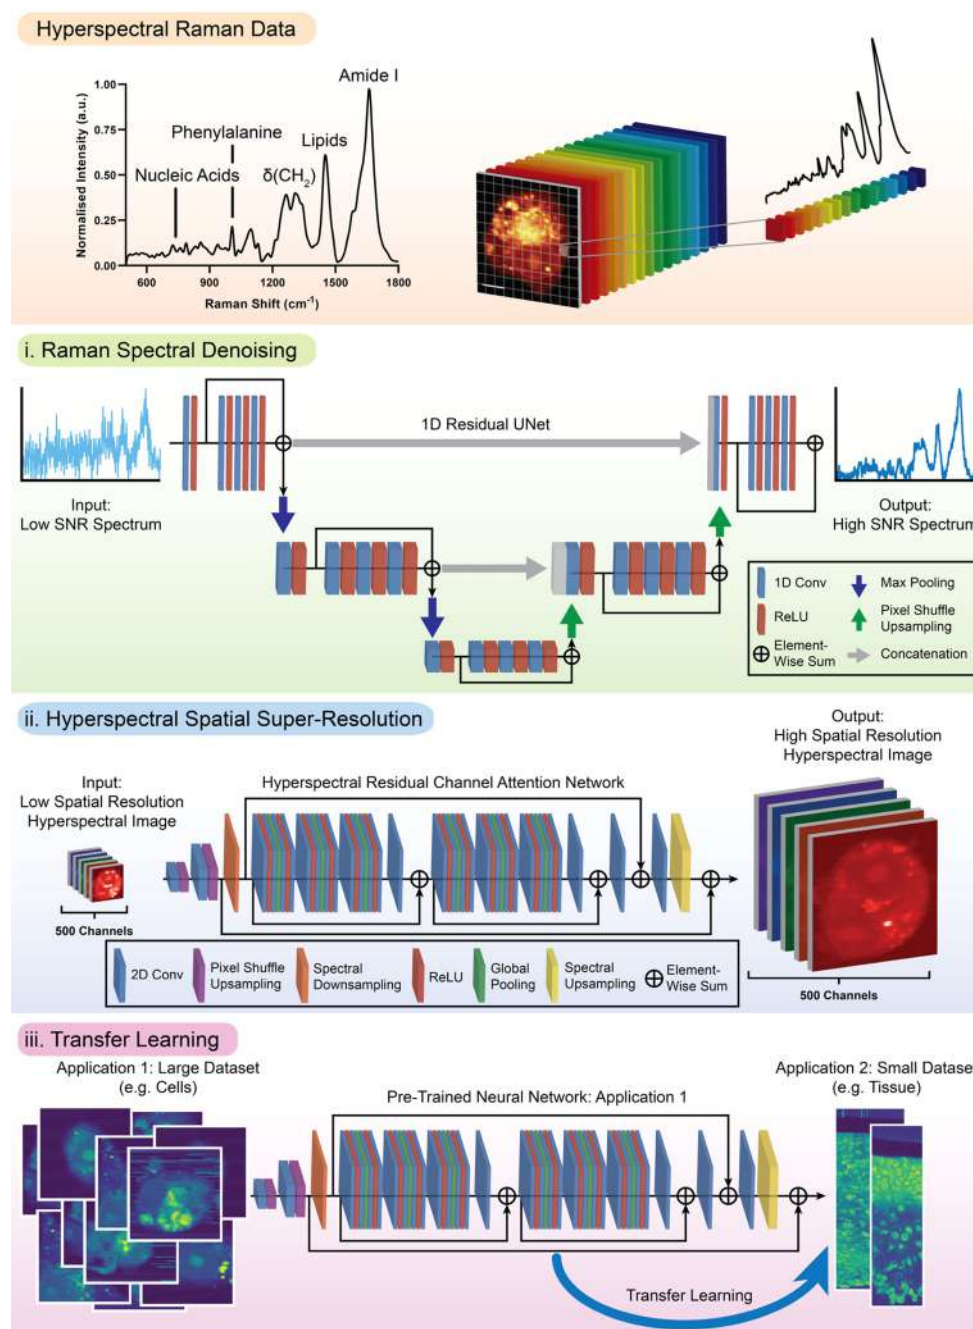 Hyperspectral Raman Data
Normalised Intensity (a.u.)
1.00
0.75
0.50
0.25
0.00
600
900
1200
1500
1800
Raman Shift (cm⁻¹)
Amide I
Phenylalanine
Lipids
Nucleic Acids
δ(CH₂)
i. Raman Spectral Denoising
1D Residual UNet
Input:
Low SNR Spectrum
Output:
High SNR Spectrum
1D Conv
ReLU
Element-
Wise Sum
Max Pooling
Pixel Shuffle
Upsampling
Concatenation
ii. Hyperspectral Spatial Super-Resolution
Input:
Low Spatial Resolution
Hyperspectral Image
500 Channels
Hyperspectral Residual Channel Attention Network
Output:
High Spatial Resolution
Hyperspectral Image
500 Channels
2D Conv
Pixel Shuffle
Upsampling
Spectral
Downsampling
ReLU
Global
Pooling
Spectral
Upsampling
Element-
Wise Sum
iii. Transfer Learning
Application 1: Large Dataset
(e.g. Cells)
Pre-Trained Neural Network: Application 1
Application 2: Small Dataset
(e.g. Tissue)
Transfer Learning